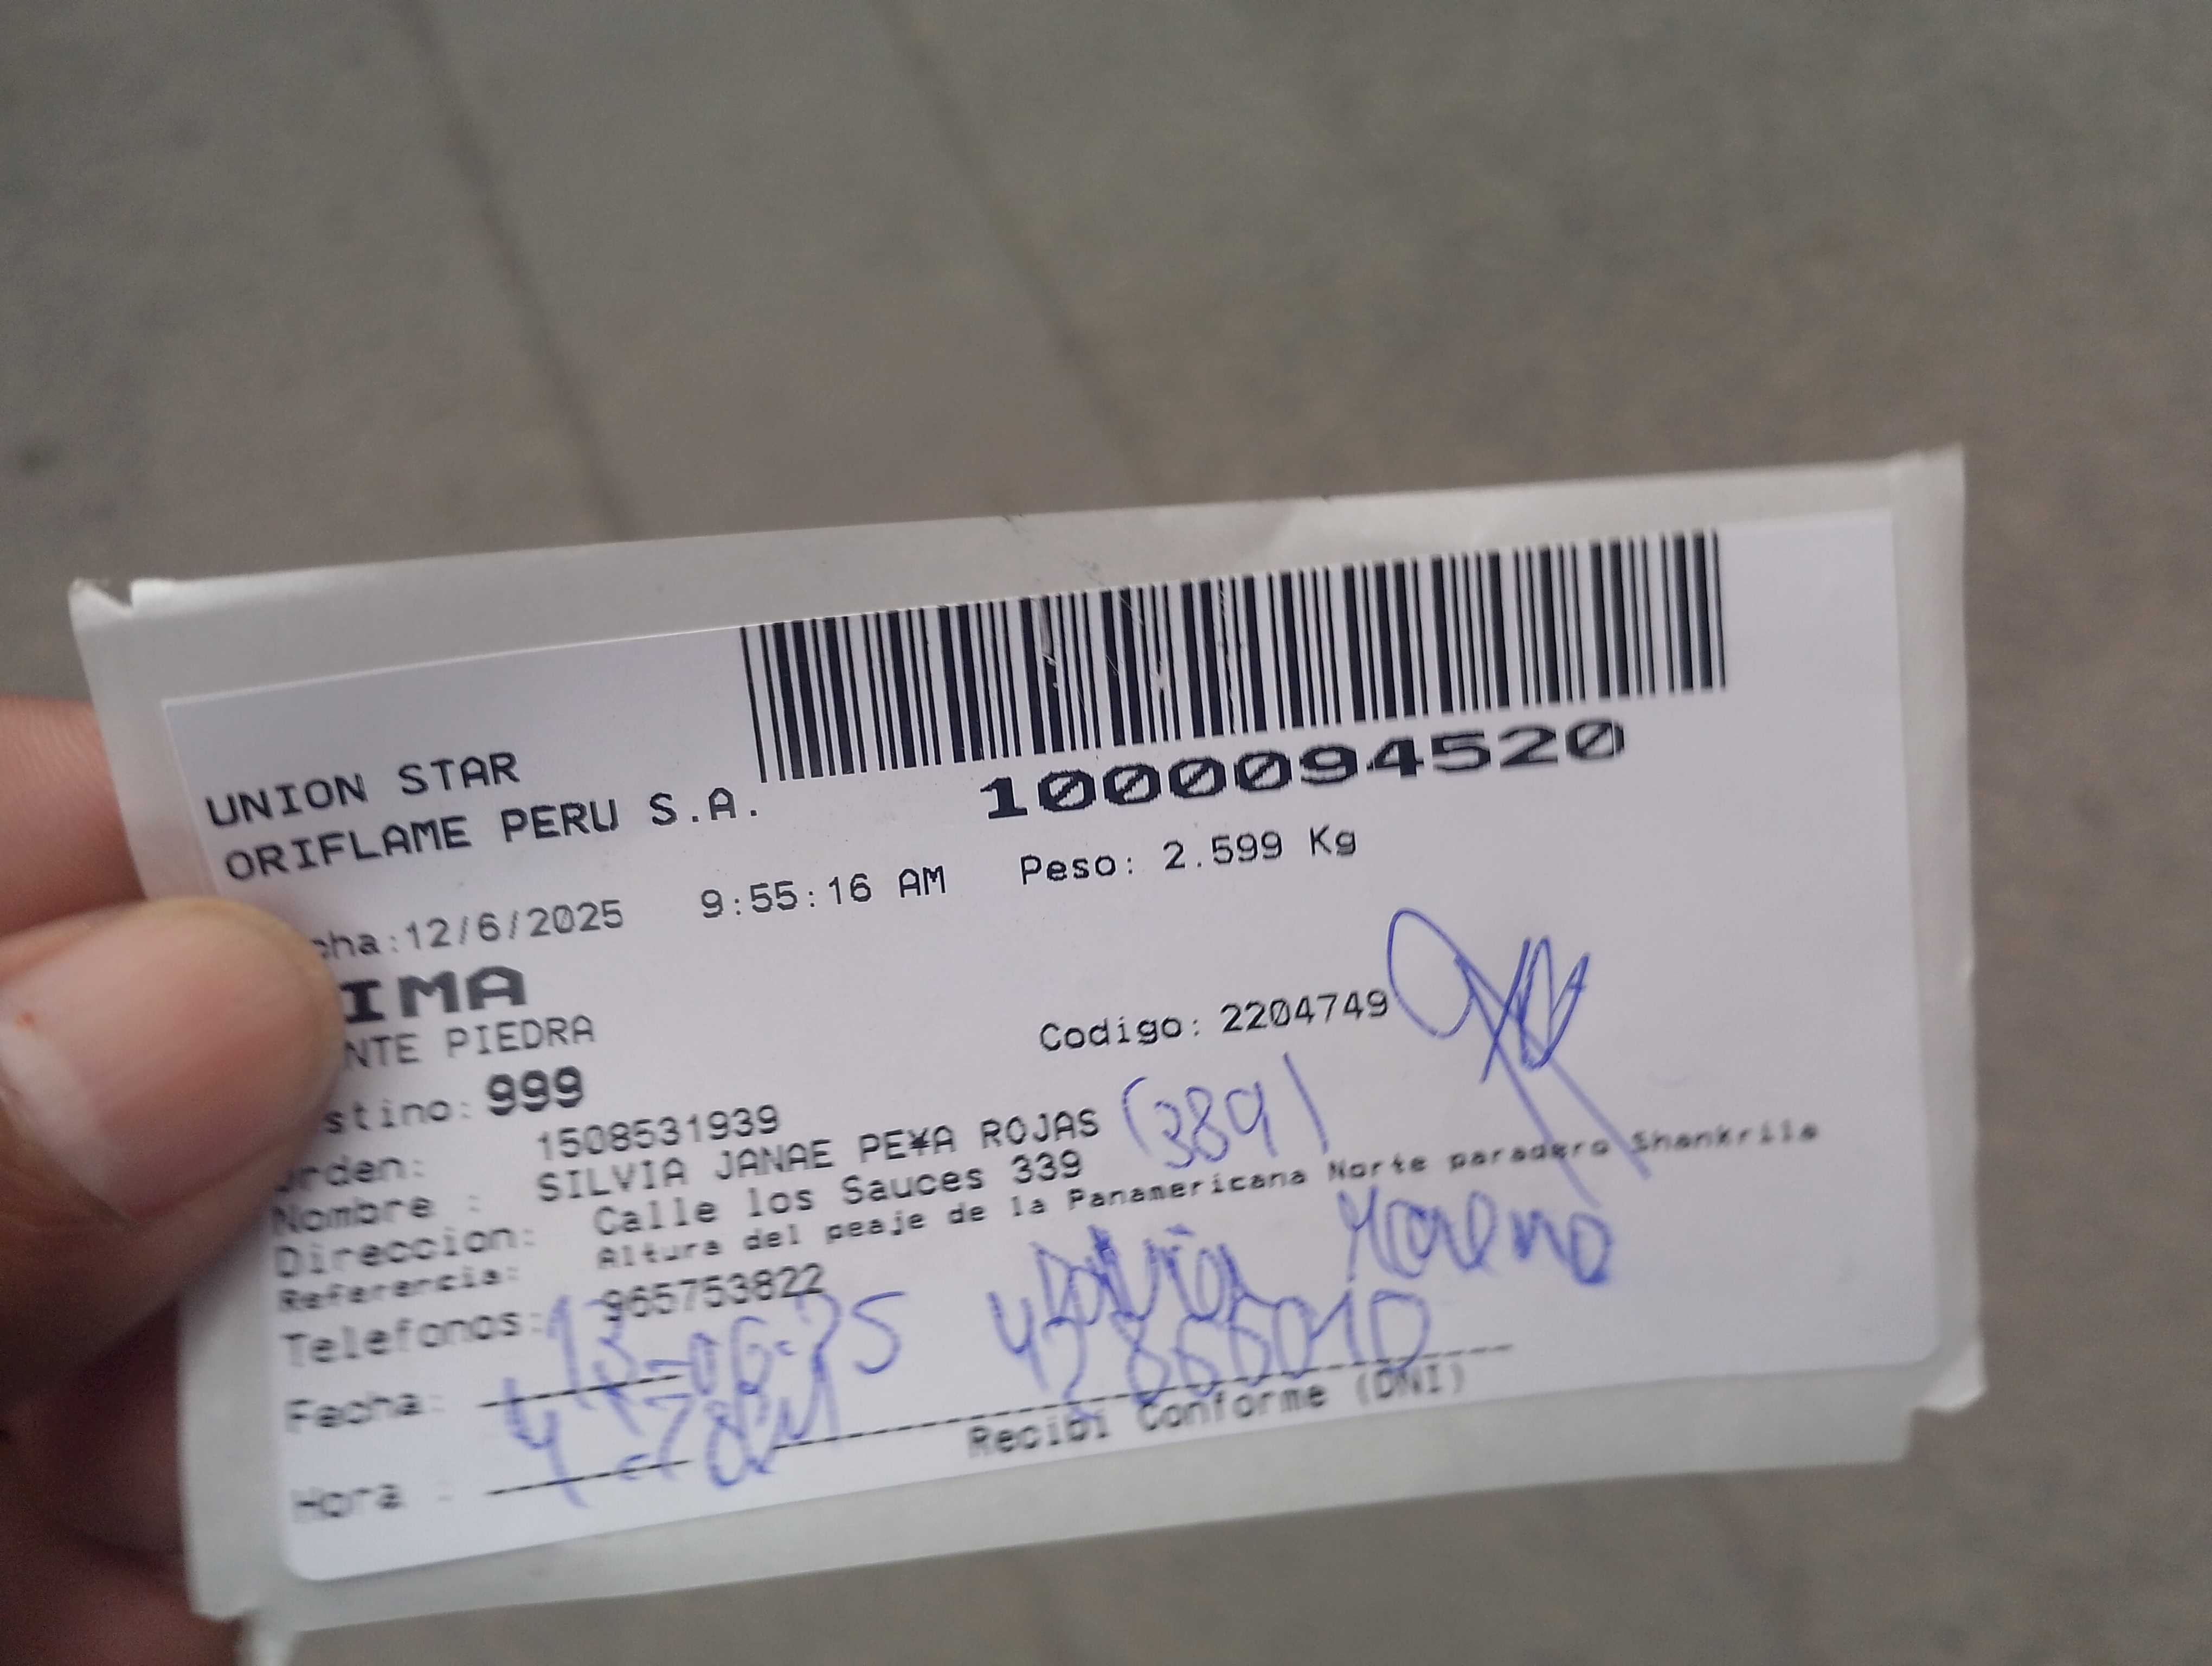 UNION STAR
ORIFLAME PERU S.A.
1000094520
cha:12/6/2025 9:55:16 AM Peso: 2.599 Kg
IMA
NTE PIEDRA
Codigo: 2204749
stino: 999
Orden: 1508531939
Nombre : SILVIA JANAE PE¥A ROJAS
(389)
Direccion: Calle los Sauces 339
Referencia: Altura del peaje de la Panamericana Norte paradero Shankrila
Telefonos: 965753822
Moreno
Fecha: 13-06-25
Hora :
Recibi Conforme (DNI)